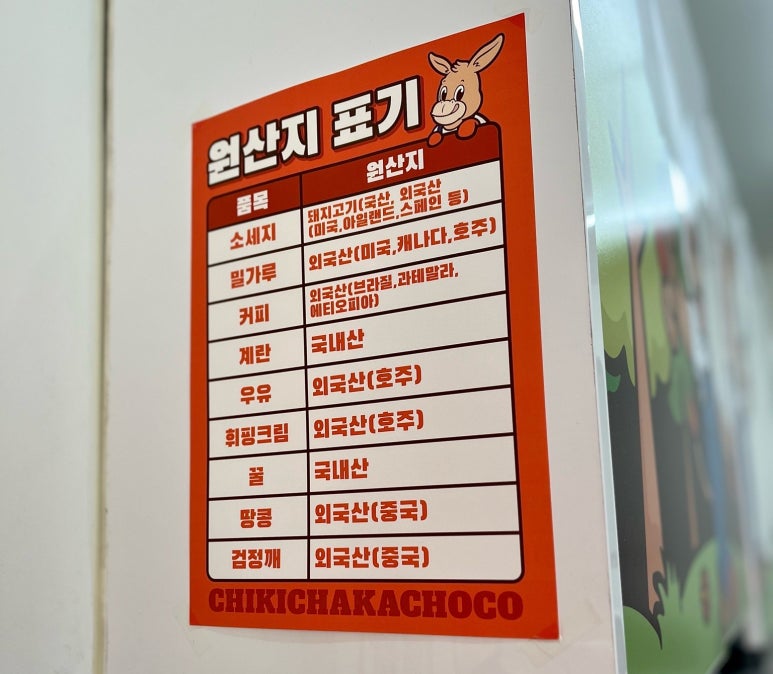 원산지 표기
품목 원산지
소세지 돼지고기(국산, 외국산
(미국,아일랜드,스페인 등)
밀가루 외국산(미국,캐나다,호주)
커피 외국산(브라질,과테말라,
에티오피아)
계란 국내산
우유 외국산(호주)
휘핑크림 외국산(호주)
꿀 국내산
땅콩 외국산(중국)
검정깨 외국산(중국)
CHIKICHAKACHOCO